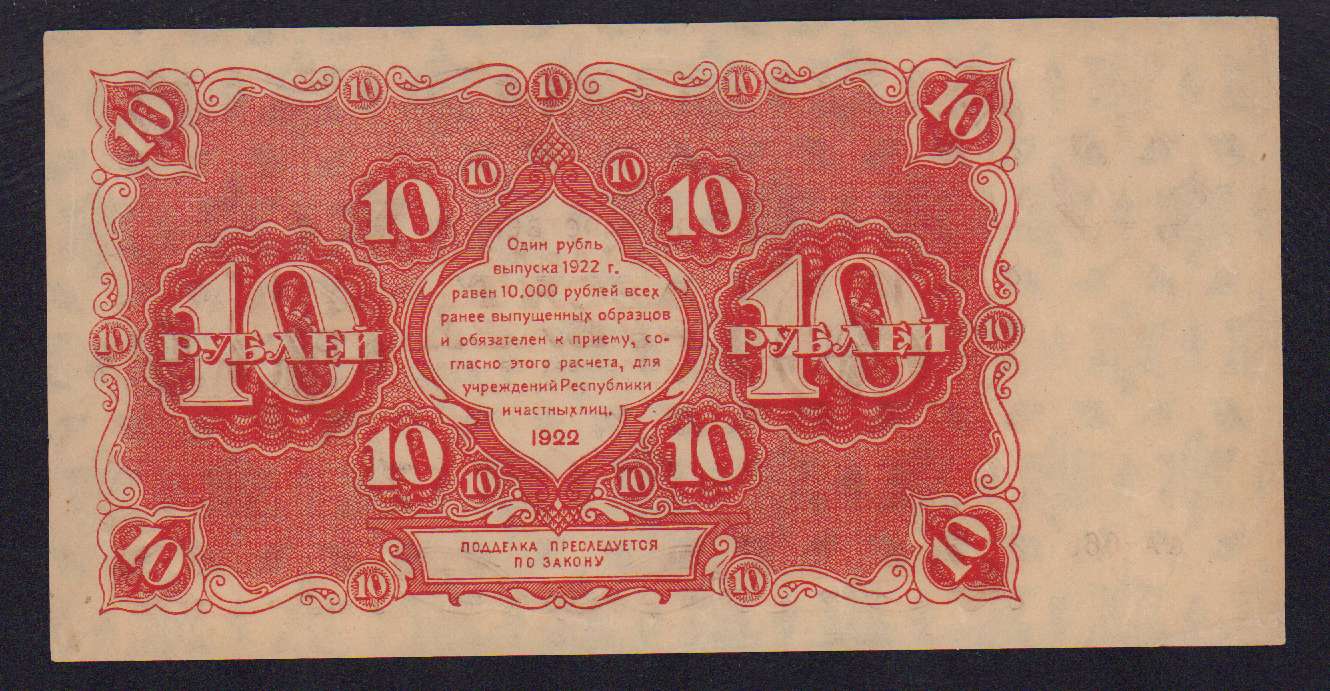 10 10 10 10 10
10 10 10 10
Один рубль
выпуска 1922 г.
равен 10.000 рублей всех
ранее выпущенных образцов
и обязателен к приему, со-
гласно этого расчета, для
учреждений Республики
и частных лиц.
1922
10 РУБЛЕЙ
10 РУБЛЕЙ
10 10
10 10 10 10
ПОДДЕЛКА ПРЕСЛЕДУЕТСЯ
ПО ЗАКОНУ
10 10 10 10